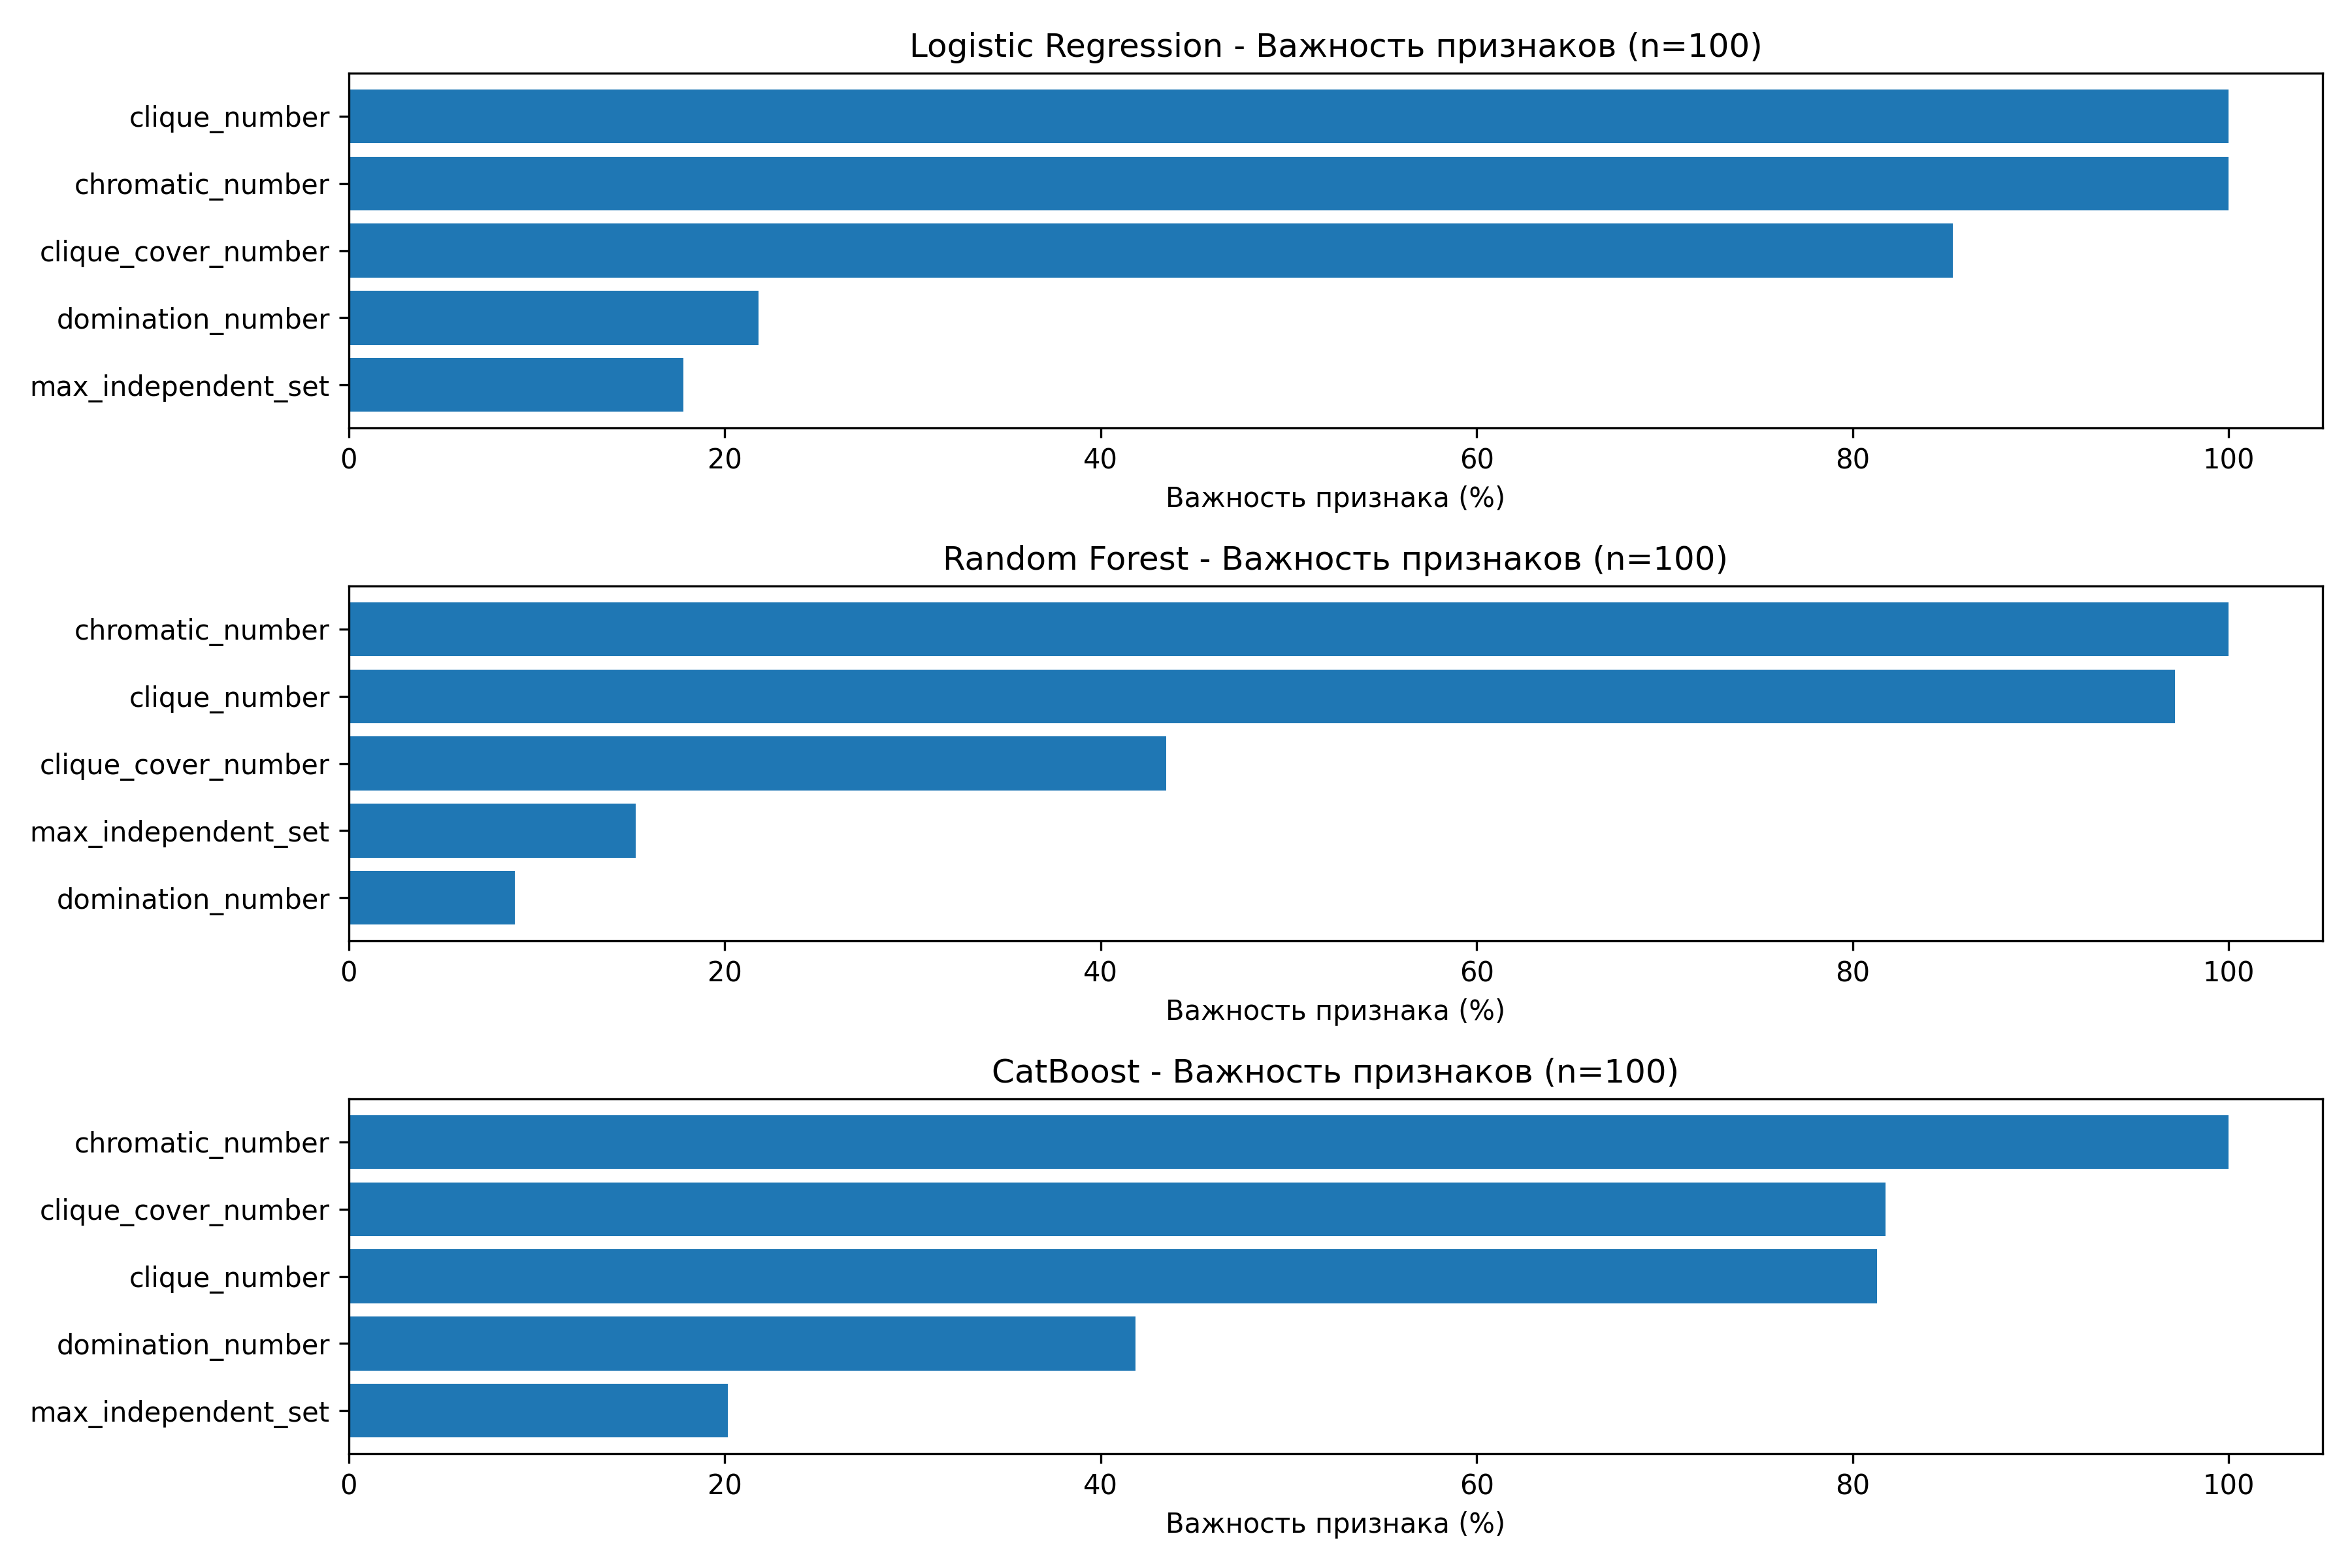 Logistic Regression - Важность признаков (n=100)
clique_number
chromatic_number
clique_cover_number
domination_number
max_independent_set
0 20 40 60 80 100
Важность признака (%)
Random Forest - Важность признаков (n=100)
chromatic_number
clique_number
clique_cover_number
max_independent_set
domination_number
0 20 40 60 80 100
Важность признака (%)
CatBoost - Важность признаков (n=100)
chromatic_number
clique_cover_number
clique_number
domination_number
max_independent_set
0 20 40 60 80 100
Важность признака (%)